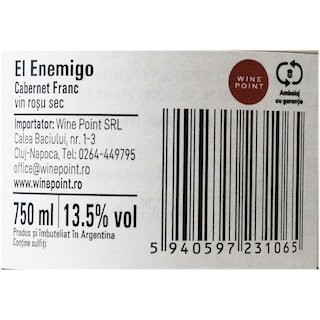 El Enemigo
Cabernet Franc
vin roșu sec
WINE
POINT
Ambalaj
cu garanție
Importator: Wine Point SRL
Calea Baciului, nr. 1-3
Cluj-Napoca, Tel: 0264-449795
office@winepoint.ro
www.winepoint.ro
750 ml 13.5% vol
Produs și îmbuteliat în Argentina
Conține sulfiți
5 940597 231065